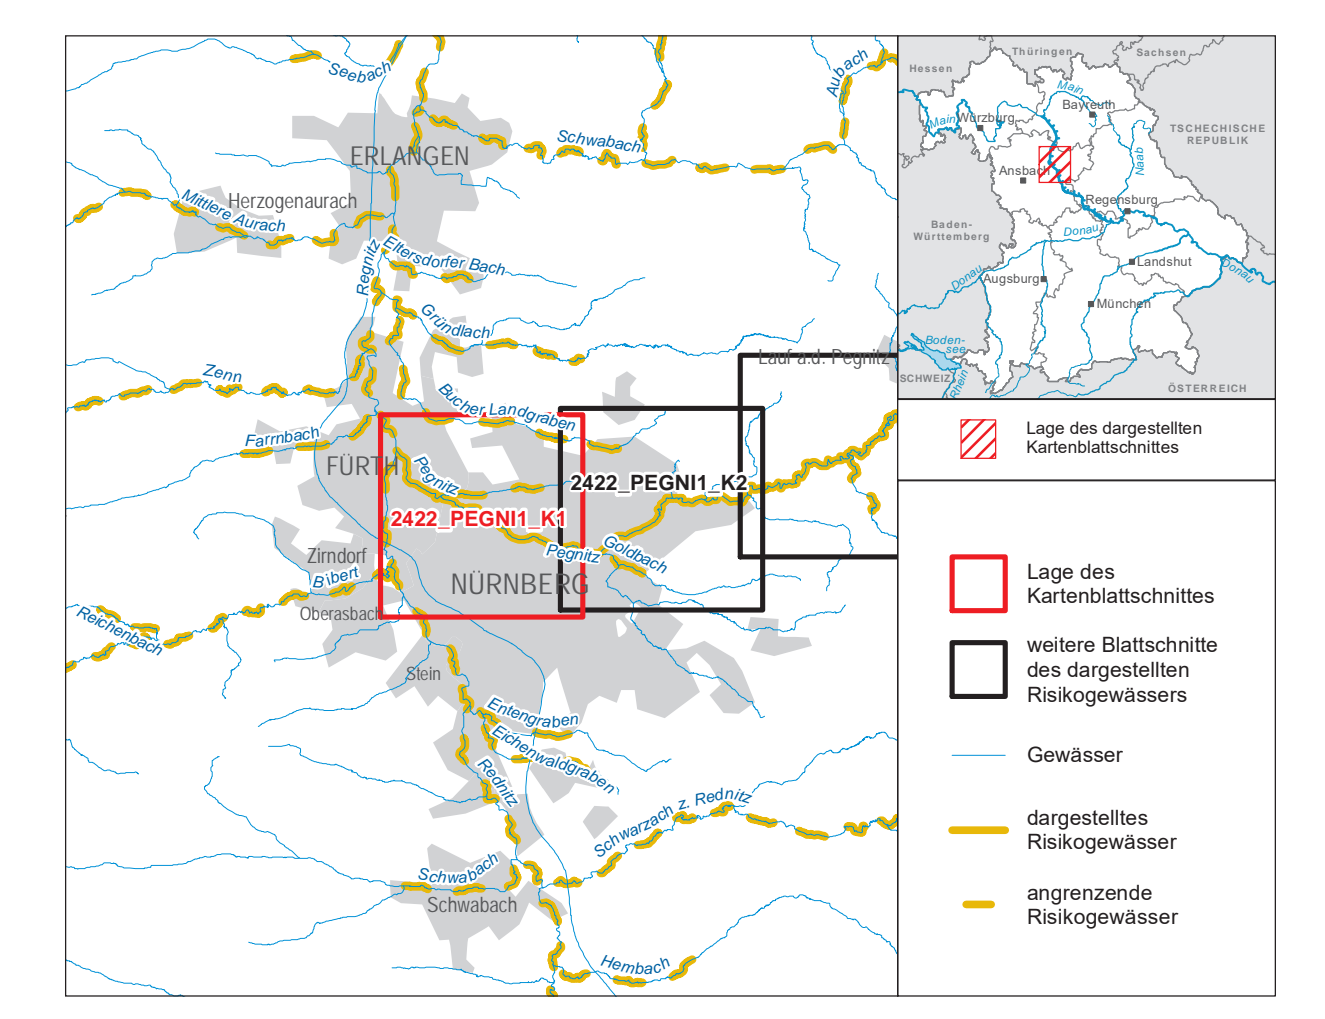 Seebach
Aubach
Schwabach
ERLANGEN
Herzogenaurach
Mittlere Aurach
Regnitz
Eltersdorfer Bach
Gründlach
Zenn
Lauf a.d. Pegnitz
Bucher Landgraben
Farrnbach
FÜRTH
Pegnitz
2422_PEGNI1_K2
2422_PEGNI1_K1
Pegnitz
Goldbach
Zirndorf
Bibert
NÜRNBERG
Oberasbach
Reichenbach
Stein
Entengraben
Eichenwaldgraben
Rednitz
Schwarzach z. Rednitz
Schwabach
Schwabach
Hembach
Thüringen
Sachsen
Hessen
Main
Bayreuth
Main
Würzburg
TSCHECHISCHE
REPUBLIK
Naab
Ansbach
Regensburg
Baden-
Württemberg
Donau
Landshut
Donau
Donau
Augsburg
München
Boden-
see
SCHWEIZ
Rhein
ÖSTERREICH
Lage des dargestellten
Kartenblattschnittes
Lage des
Kartenblattschnittes
weitere Blattschnitte
des dargestellten
Risikogewässers
Gewässer
dargestelltes
Risikogewässer
angrenzende
Risikogewässer